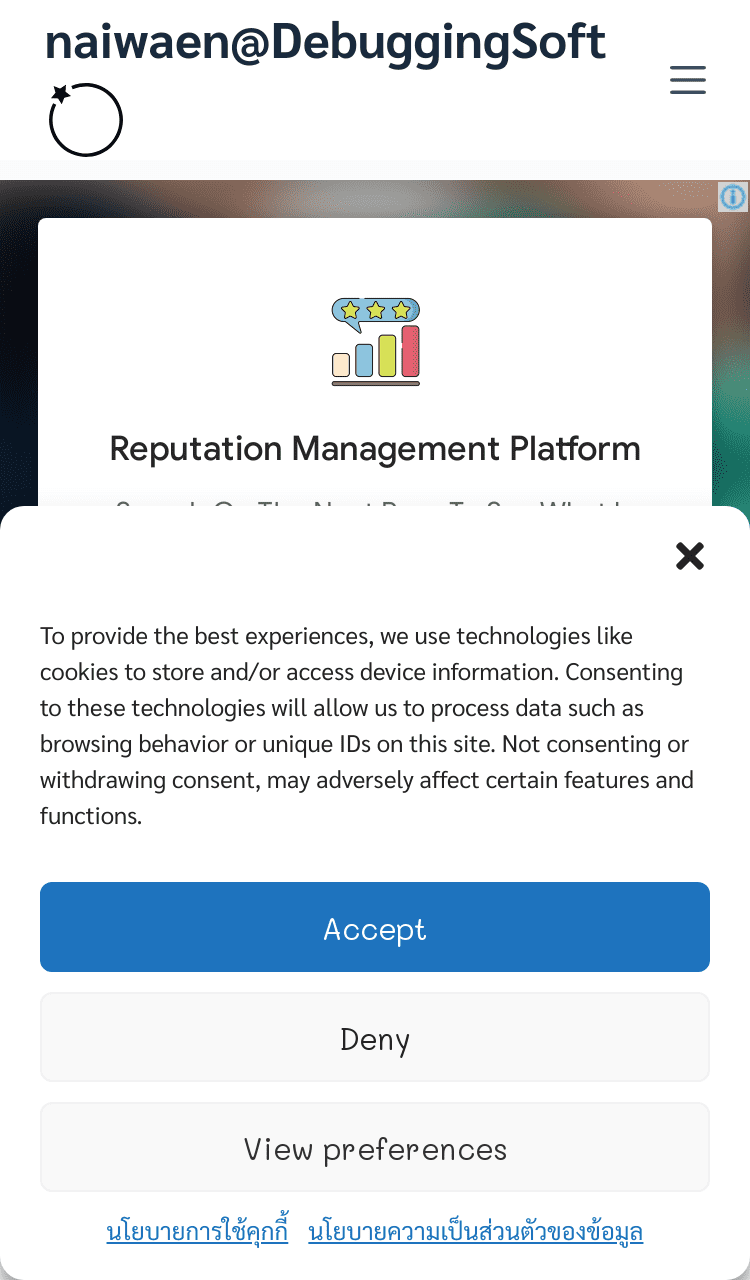 naiwaen@DebuggingSoft
Reputation Management Platform
To provide the best experiences, we use technologies like
cookies to store and/or access device information. Consenting
to these technologies will allow us to process data such as
browsing behavior or unique IDs on this site. Not consenting or
withdrawing consent, may adversely affect certain features and
functions.
Accept
Deny
View preferences
นโยบายการใช้คุกกี้ นโยบายความเป็นส่วนตัวของข้อมูล